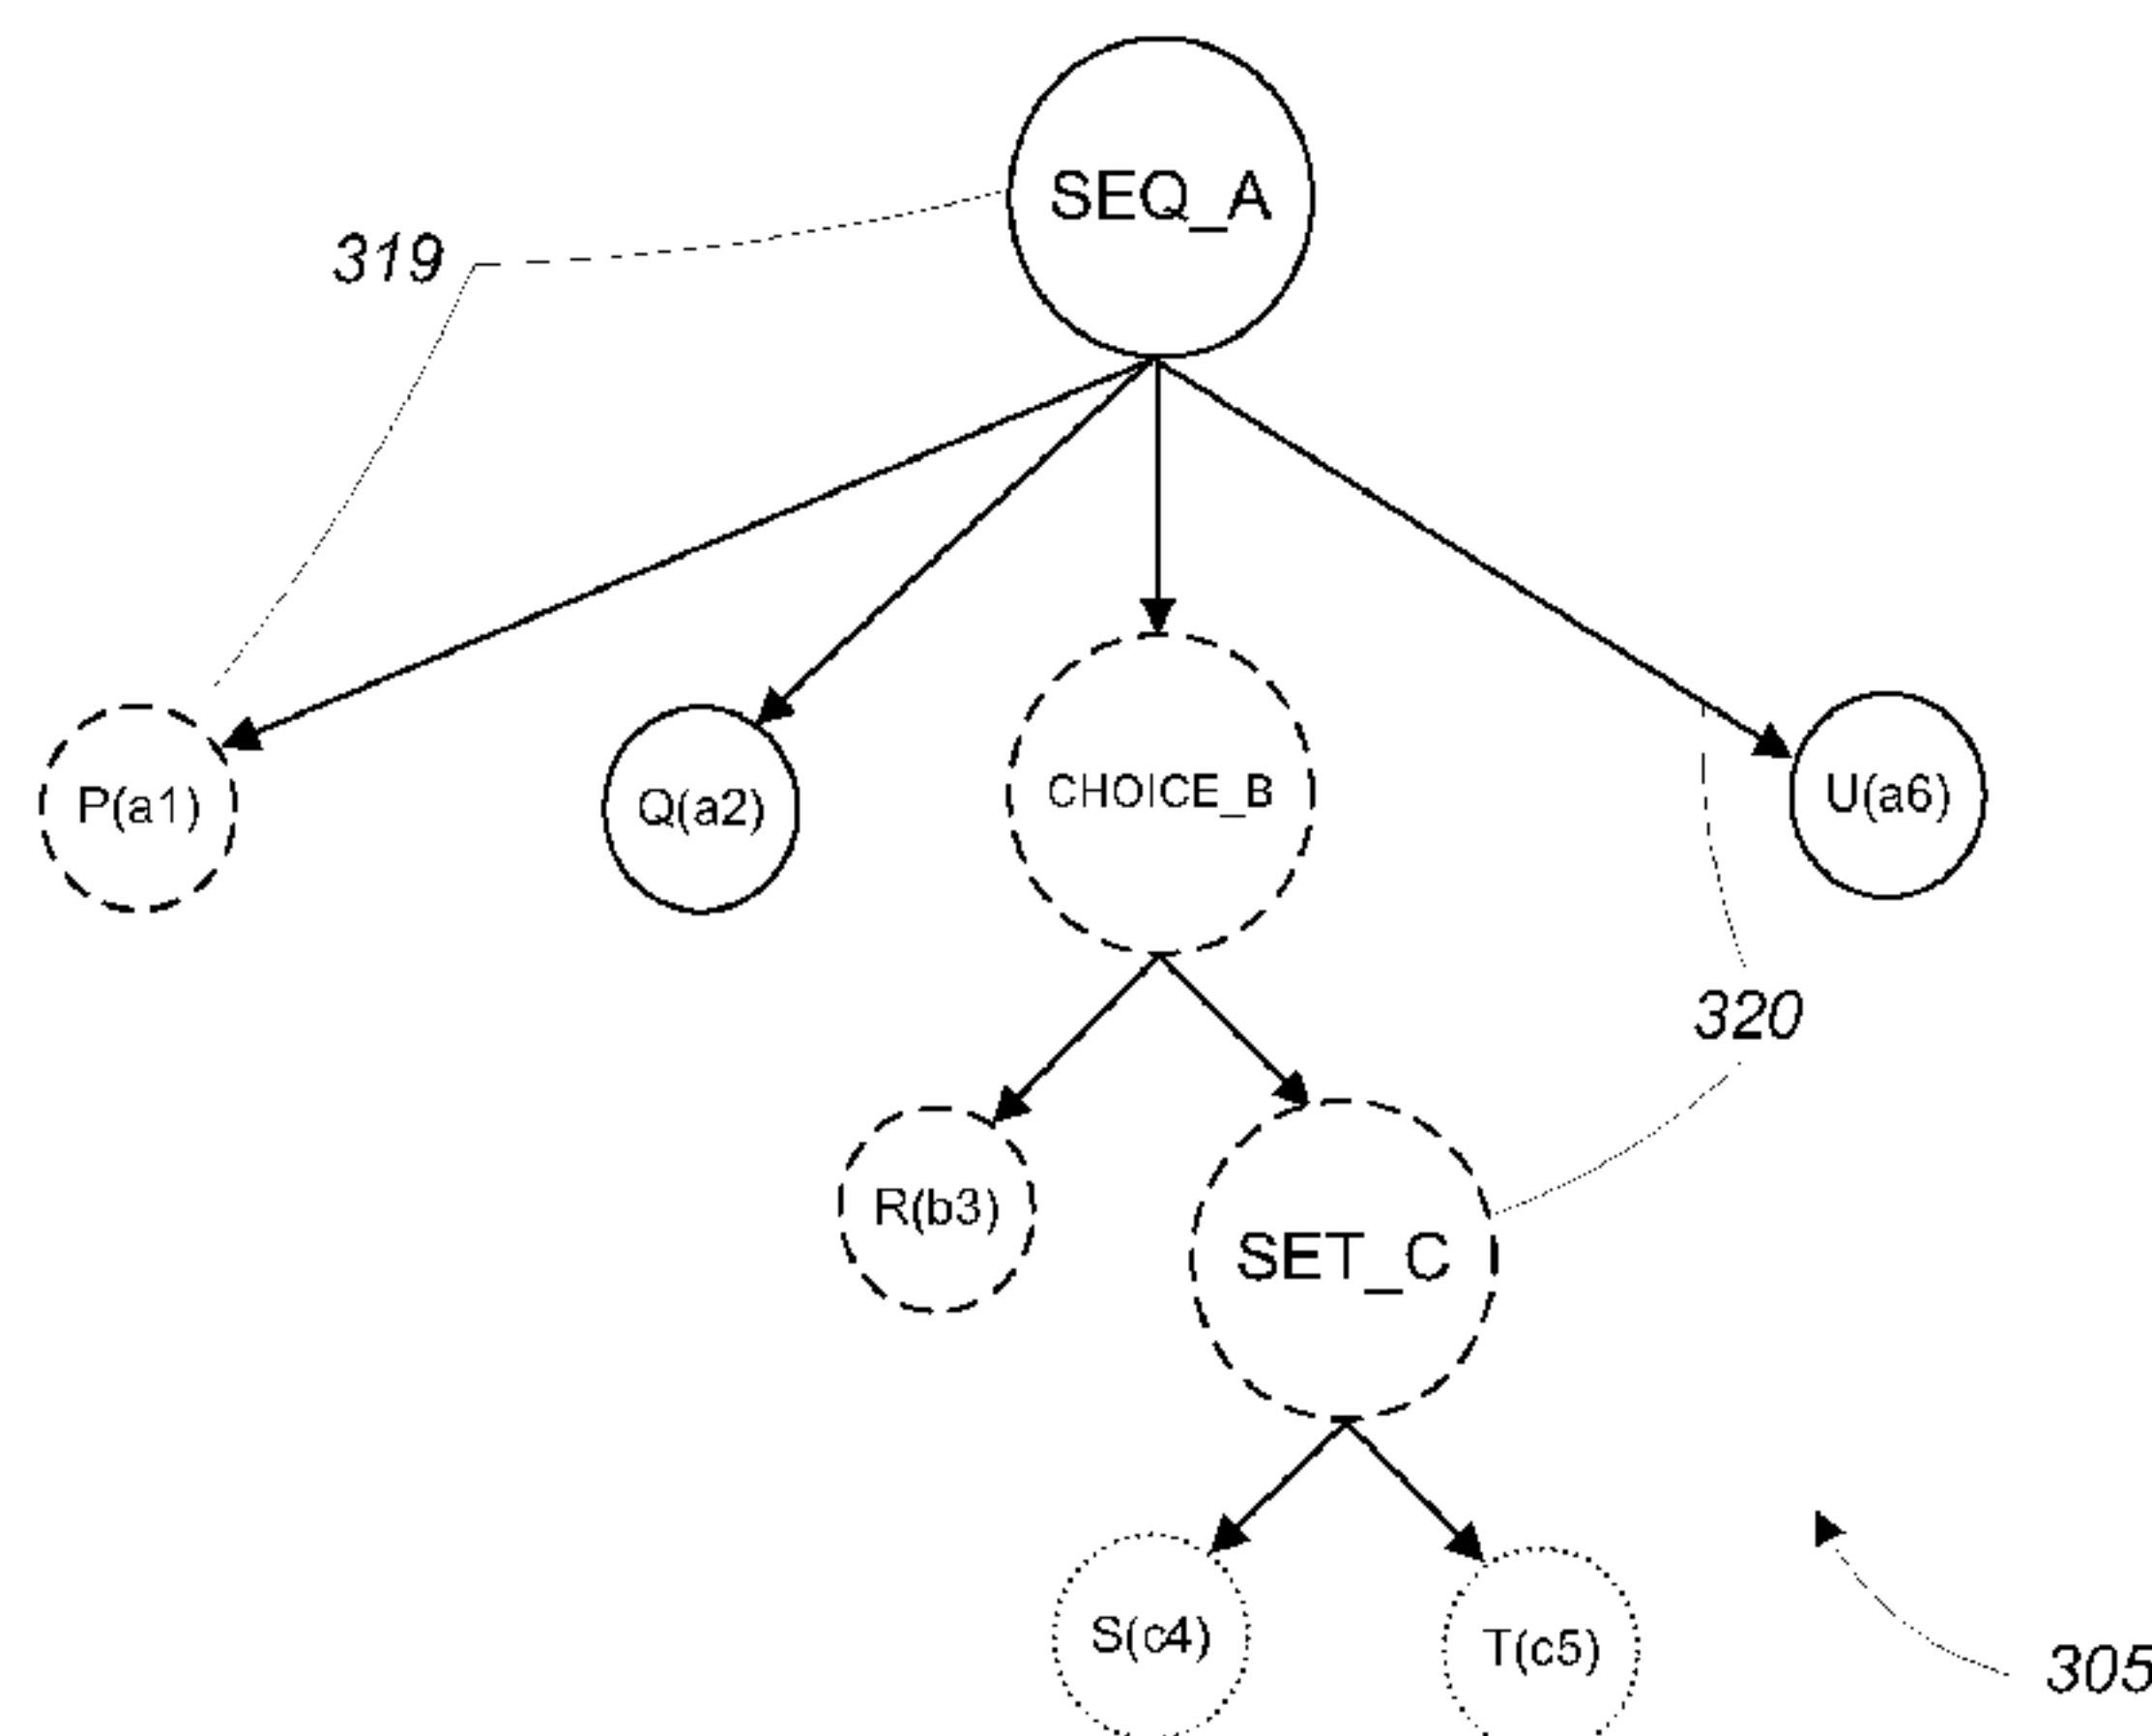 SEQ_A
319
P(a1)
Q(a2)
CHOICE_B
U(a6)
320
R(b3)
SET_C
S(c4)
T(c5)
305